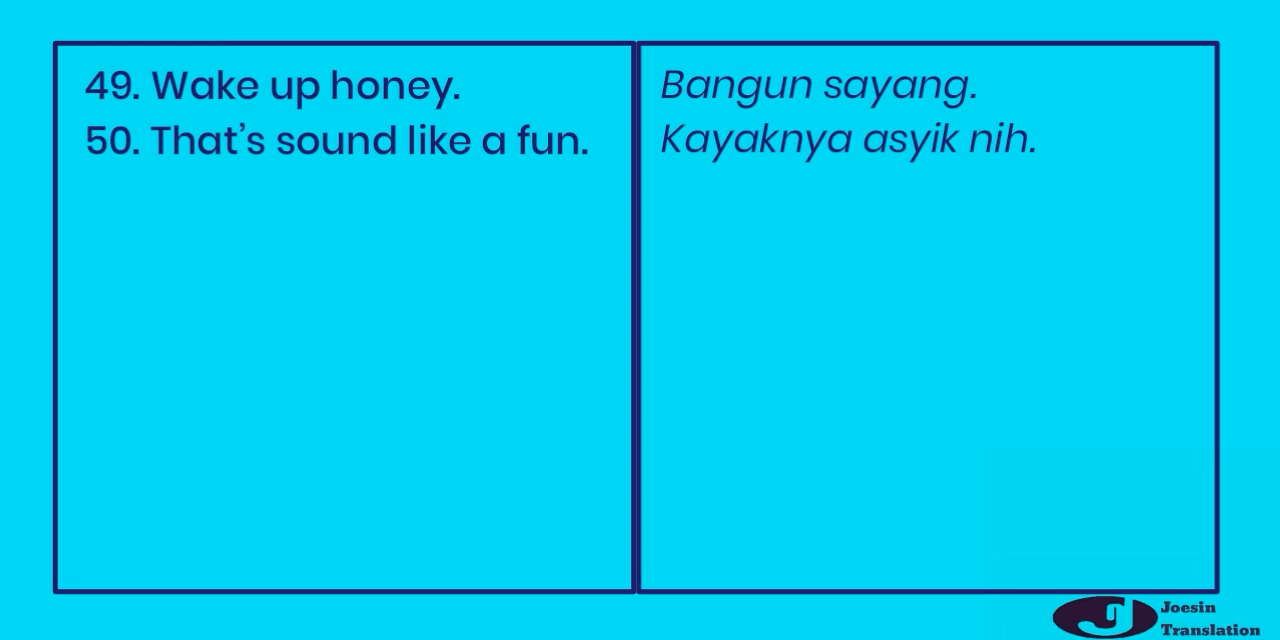 49. Wake up honey.
50. That’s sound like a fun.
Bangun sayang.
Kayaknya asyik nih.
Joesin
Translation